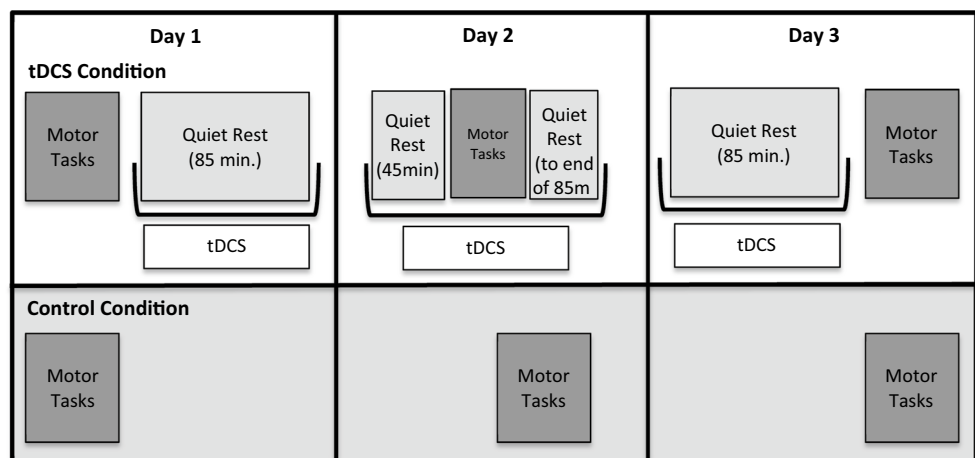 Day 1
Day 2
Day 3
tDCS Condition
Motor
Tasks
Quiet Rest
(85 min.)
tDCS
Quiet
Rest
(45min)
Motor
Tasks
Quiet
Rest
(to end
of 85m
tDCS
Quiet Rest
(85 min.)
Motor
Tasks
tDCS
Control Condition
Motor
Tasks
Motor
Tasks
Motor
Tasks